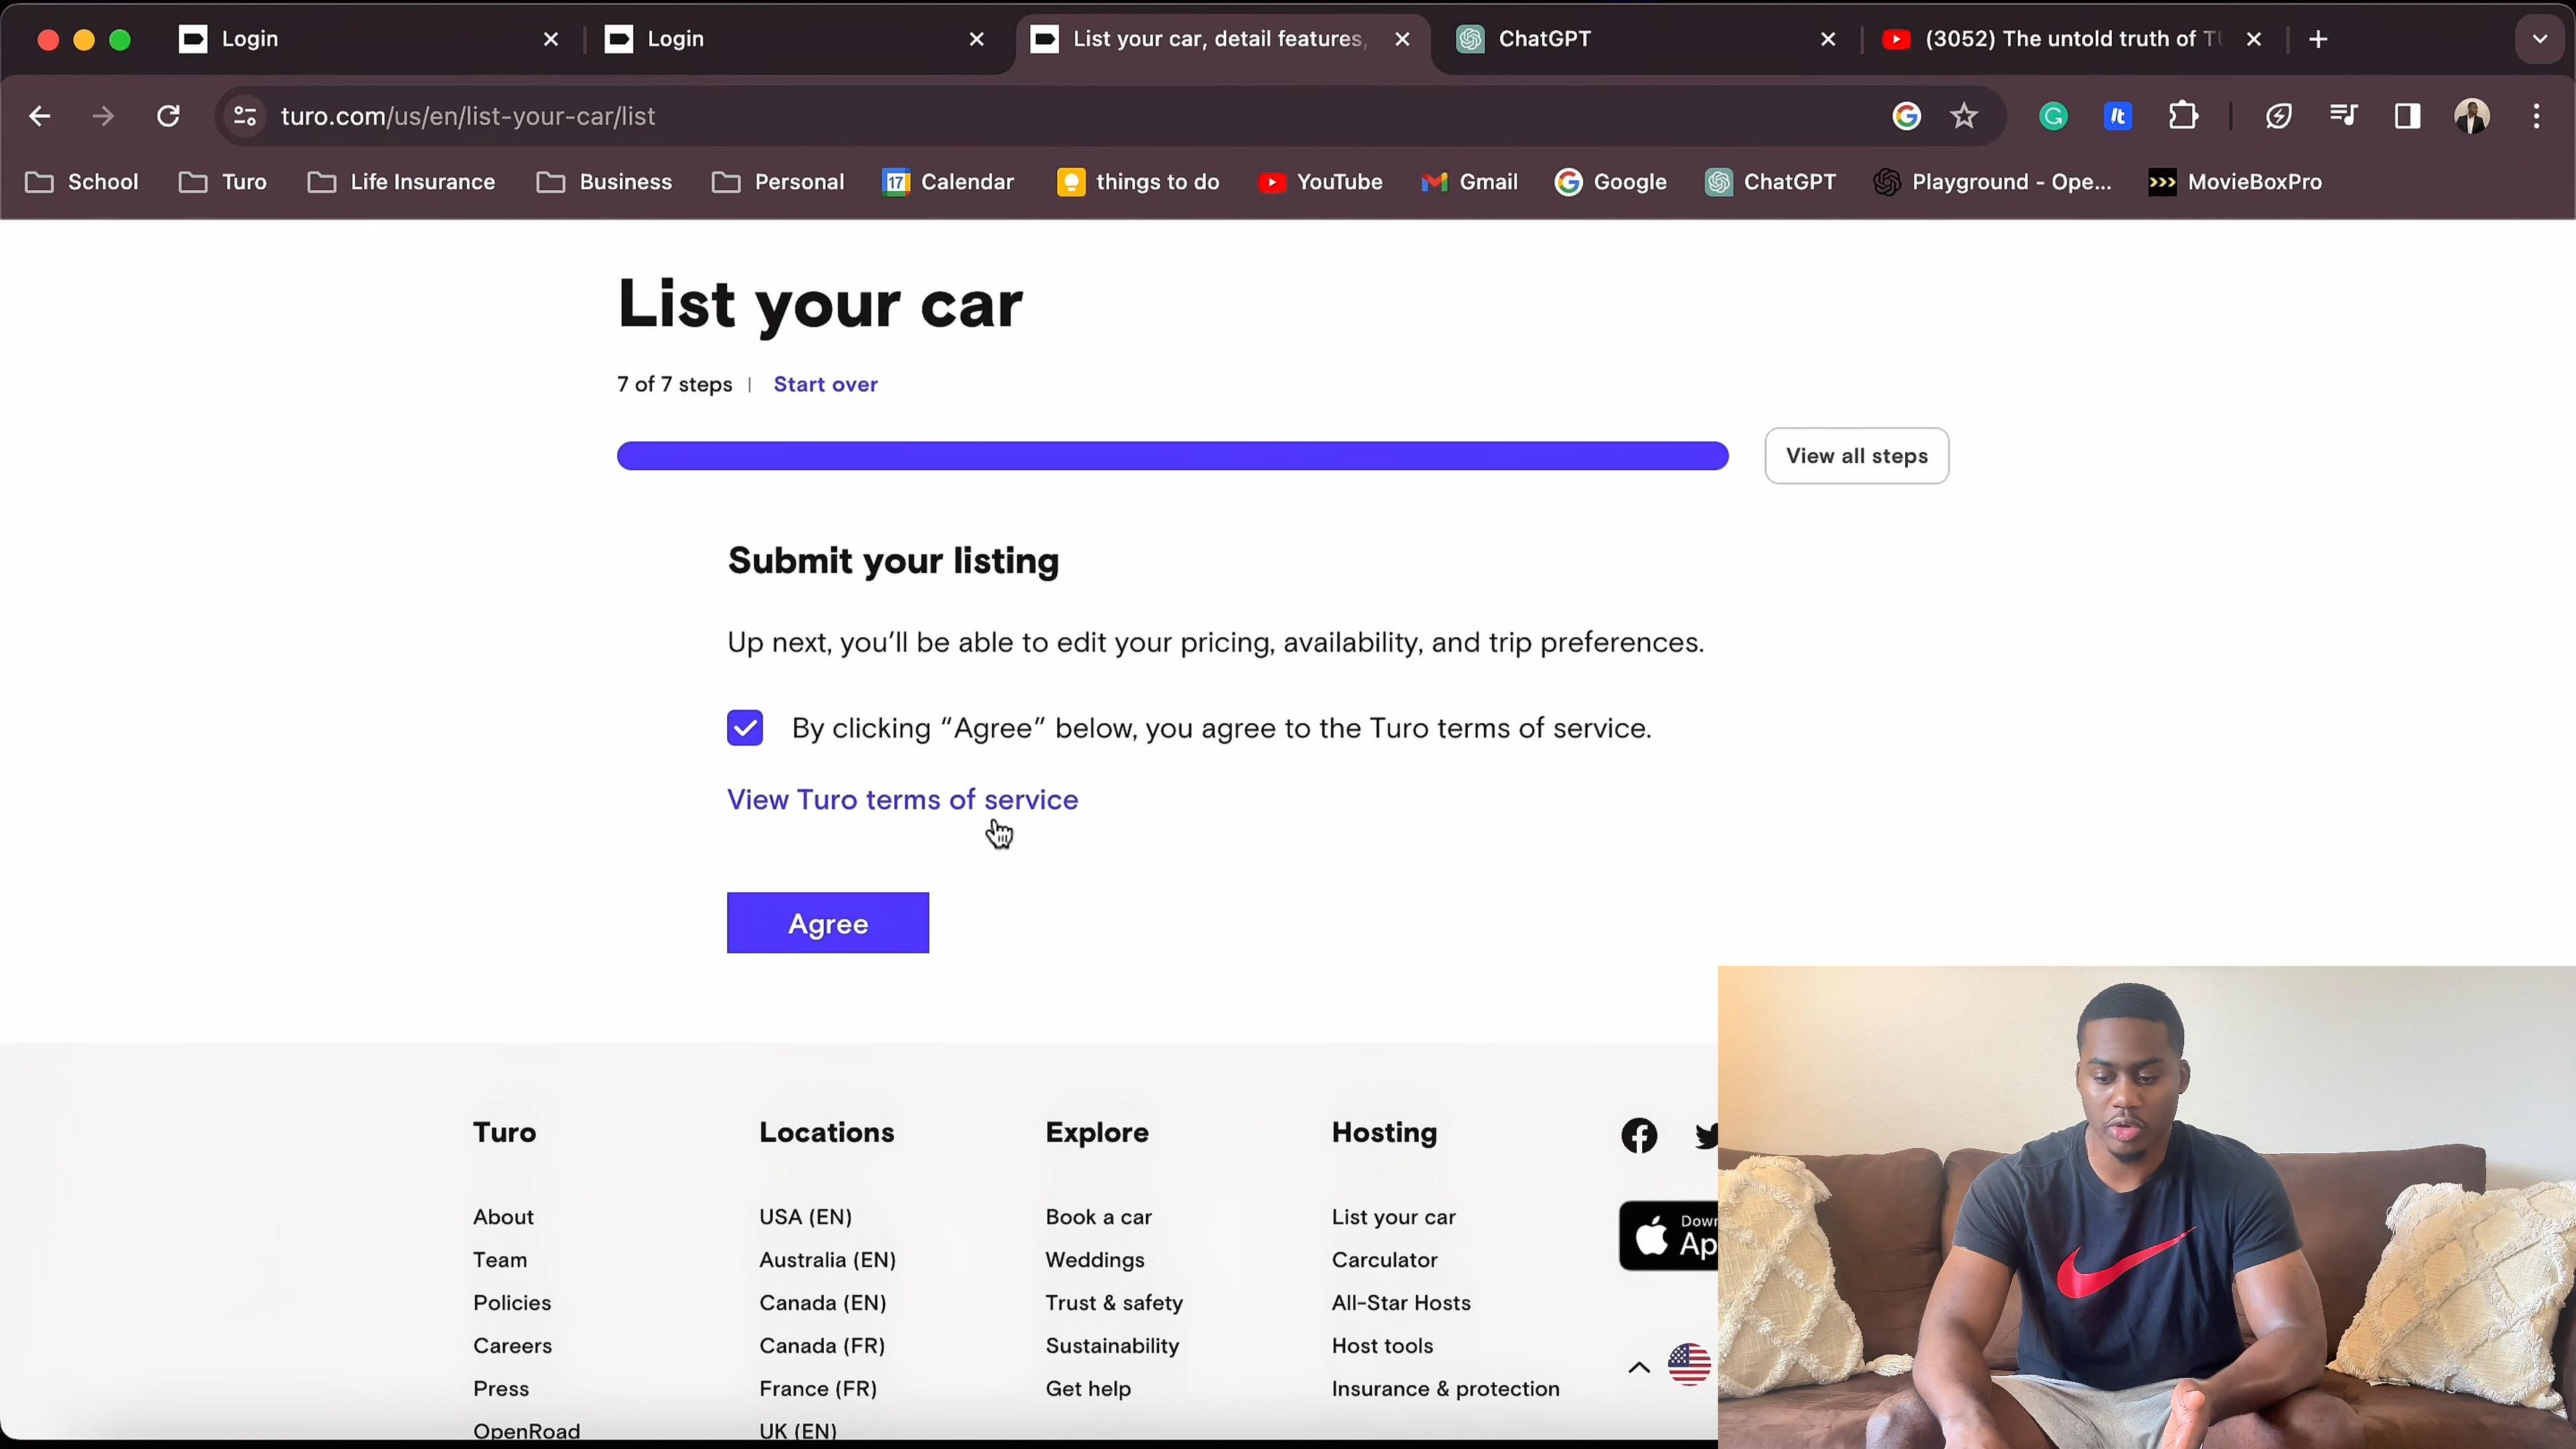 Login
Login
List your car, detail features,
ChatGPT
(3052) The untold truth of TU
turo.com/us/en/list-your-car/list
School
Turo
Life Insurance
Business
Personal
17
Calendar
things to do
YouTube
Gmail
Google
ChatGPT
Playground - Ope...
MovieBoxPro
List your car
7 of 7 steps | Start over
View all steps
Submit your listing
Up next, you'll be able to edit your pricing, availability, and trip preferences.
By clicking “Agree” below, you agree to the Turo terms of service.
View Turo terms of service
Agree
Turo
About
Team
Policies
Careers
Press
OpenRoad
Locations
USA (EN)
Australia (EN)
Canada (EN)
Canada (FR)
France (FR)
UK (EN)
Explore
Book a car
Weddings
Trust & safety
Sustainability
Get help
Hosting
List your car
Carculator
All-Star Hosts
Host tools
Insurance & protection
Down
Ap